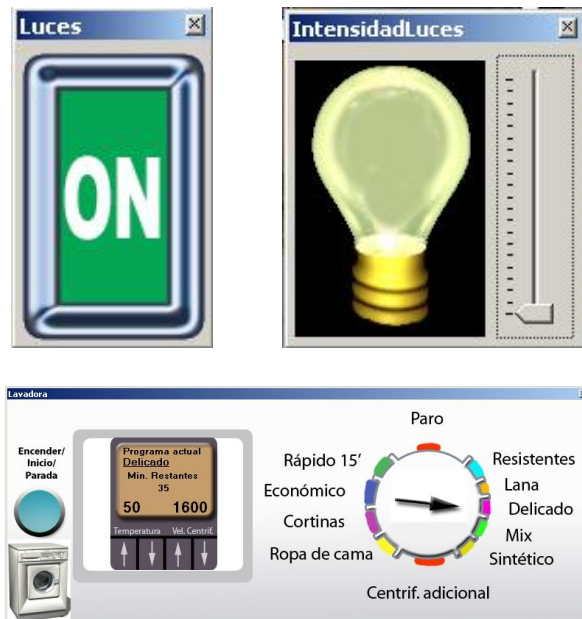 Luces
ON
IntensidadLuces
Lavadora
Encender/
Inicio/
Parada
Programa actual
Delicado
Min. Restantes
35
50 1600
Temperatura Vel. Centrif.
Paro
Rápido 15’
Económico
Cortinas
Ropa de cama
Resistentes
Lana
Delicado
Mix
Sintético
Centrif. adicional